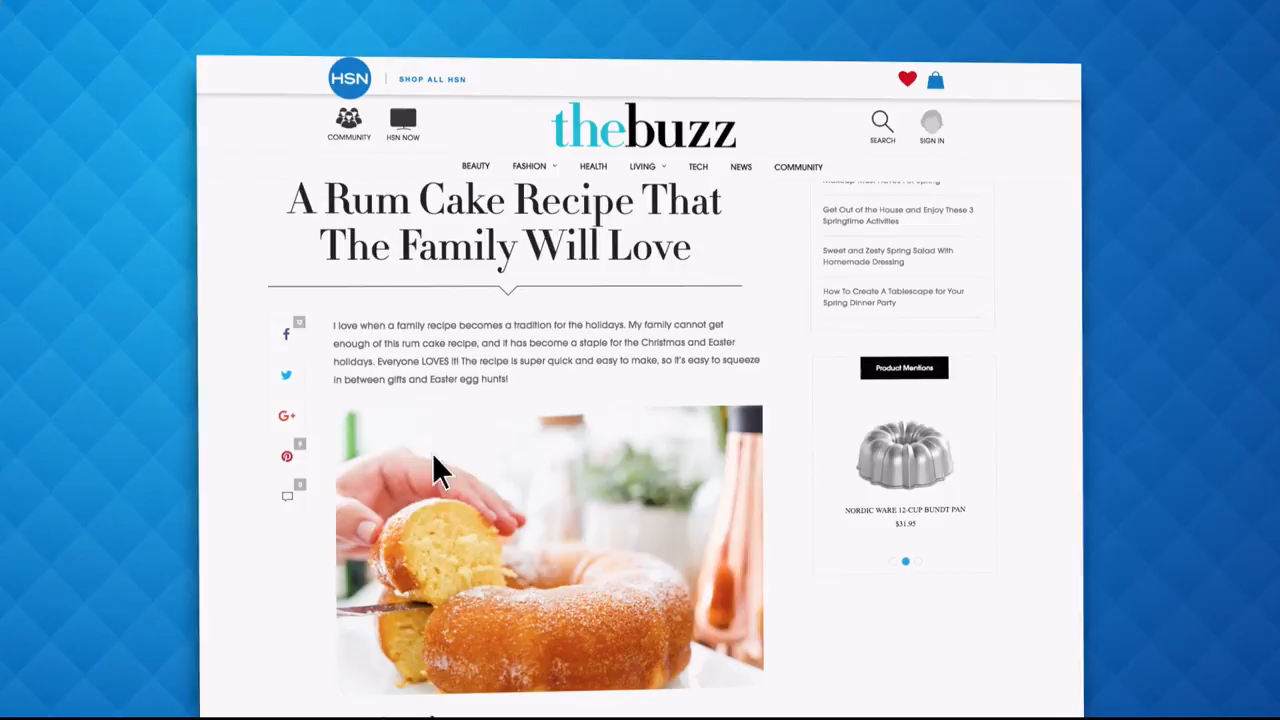 HSN
SHOP ALL HSN
COMMUNITY
HSN NOW
thebuzz
SEARCH
SIGN IN
BEAUTY FASHION HEALTH LIVING TECH NEWS COMMUNITY
A Rum Cake Recipe That
The Family Will Love
12
6
0
I love when a family recipe becomes a tradition for the holidays. My family cannot get
enough of this rum cake recipe, and it has become a staple for the Christmas and Easter
holidays. Everyone LOVES it! The recipe is super quick and easy to make, so it's easy to squeeze
in between gifts and Easter egg hunts!
Get Out of the House and Enjoy These 3
Springtime Activities
Sweet and Zesty Spring Salad With
Homemade Dressing
How To Create A Tablescape for Your
Spring Dinner Party
Product Mentions
NORDIC WARE 12-CUP BUNDT PAN
$31.95